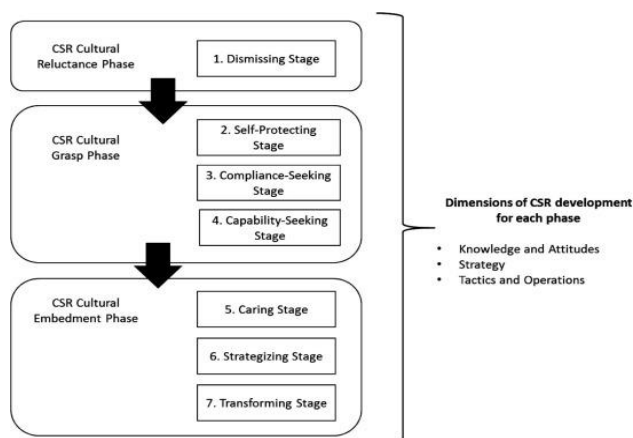 CSR Cultural
Reluctance Phase
1. Dismissing Stage
CSR Cultural
Grasp Phase
2. Self-Protecting
Stage
3. Compliance-Seeking
Stage
4. Capability-Seeking
Stage
CSR Cultural
Embedment Phase
5. Caring Stage
6. Strategizing Stage
7. Transforming Stage
Dimensions of CSR development
for each phase
• Knowledge and Attitudes
• Strategy
• Tactics and Operations